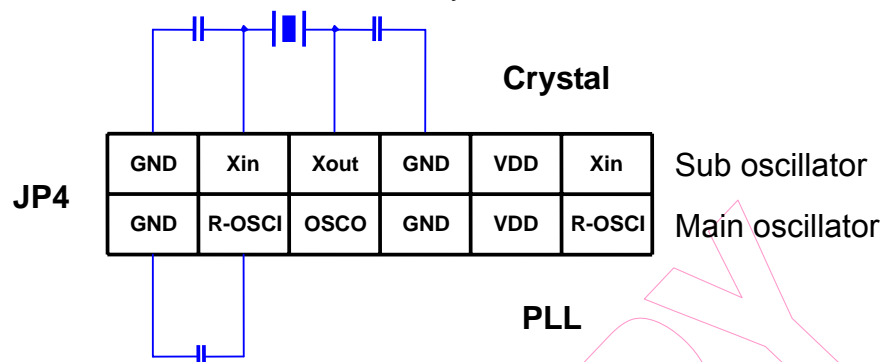 Crystal
GND Xin Xout GND VDD Xin Sub oscillator
JP4
GND R-OSCI OSCO GND VDD R-OSCI Main oscillator
PLL